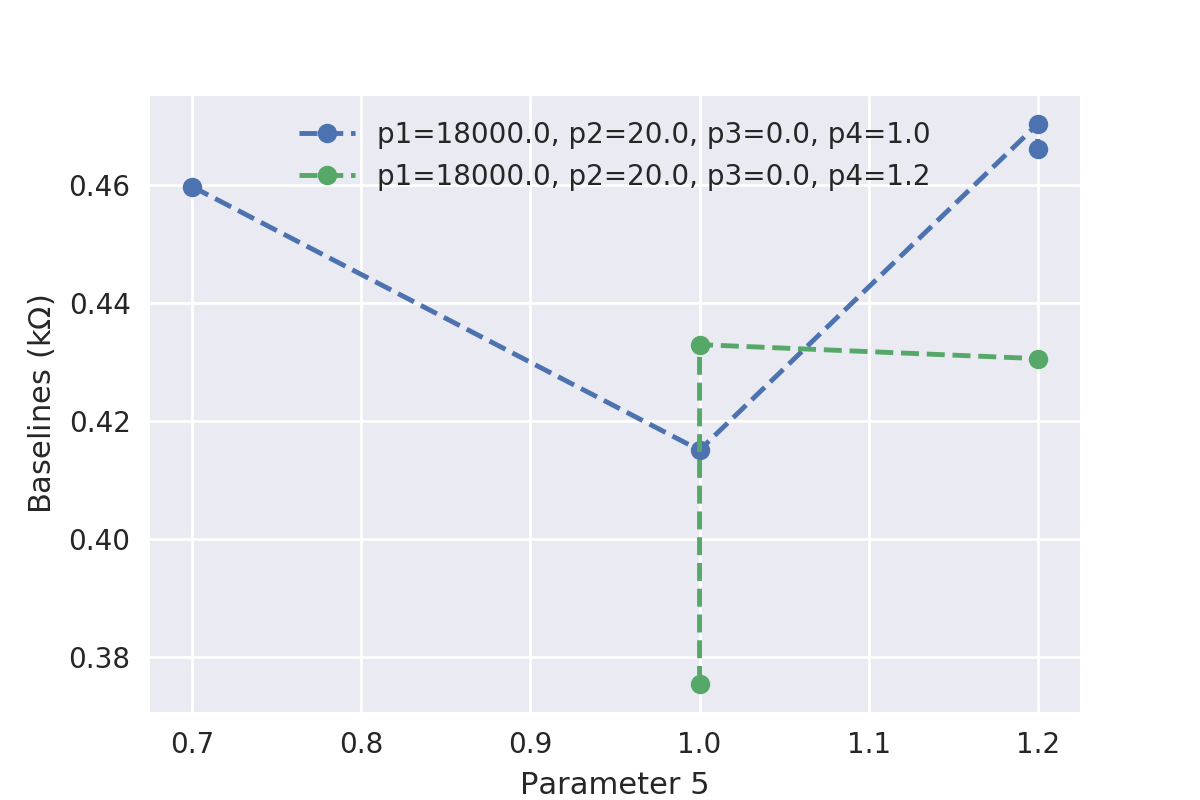 p1=18000.0, p2=20.0, p3=0.0, p4=1.0
p1=18000.0, p2=20.0, p3=0.0, p4=1.2
0.46
0.44
0.42
0.40
0.38
Baselines (kΩ)
0.7 0.8 0.9 1.0 1.1 1.2
Parameter 5